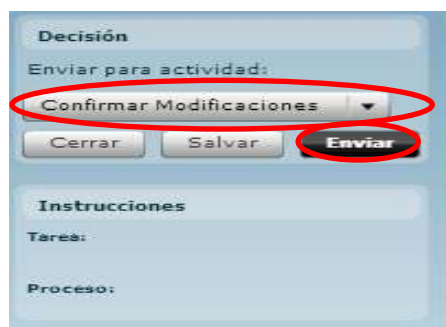 Decisión
Enviar para actividad:
Confirmar Modificaciones
Cerrar Salvar Enviar
Instrucciones
Tarea:
Proceso: